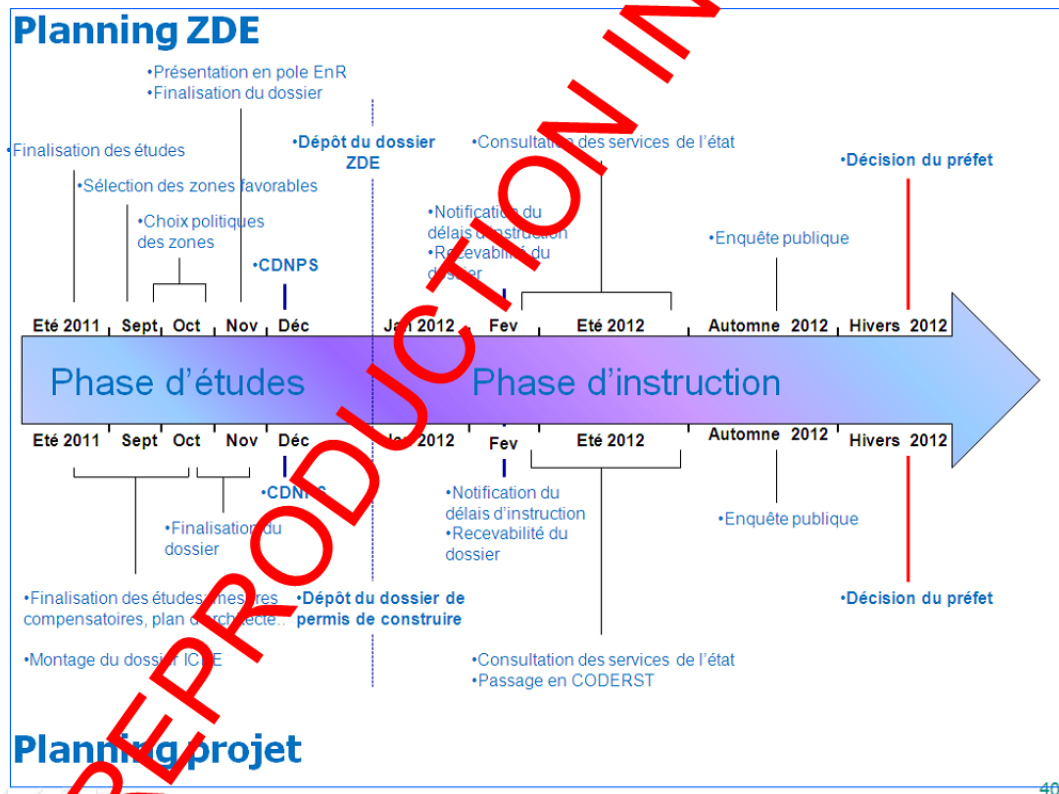 Planning ZDE
•Présentation en pole EnR
•Finalisation du dossier
•Finalisation des études
•Dépôt du dossier
ZDE
•Consultation des services de l'état
•Décision du préfet
•Sélection des zones favorables
•Choix politiques
des zones
•Notification du
délais d'instruction
•Recevabilité du
dossier
•Enquête publique
•CDNPS
Eté 2011 Sept Oct Nov Déc Jan 2012 Fev Eté 2012 Automne 2012 Hivers 2012
Phase d'études Phase d'instruction
Eté 2011 Sept Oct Nov Déc Jan 2012 Fev Eté 2012 Automne 2012 Hivers 2012
•CDNPS
•Notification du
délais d'instruction
•Recevabilité du
dossier
•Enquête publique
•Finalisation du
dossier
•Finalisation des études: mesures
compensatoires, plan d'architecte..
•Dépôt du dossier de
permis de construire
•Décision du préfet
•Montage du dossier ICPE
•Consultation des services de l'état
•Passage en CODERST
Planning projet
40
REPRODUCTION IN